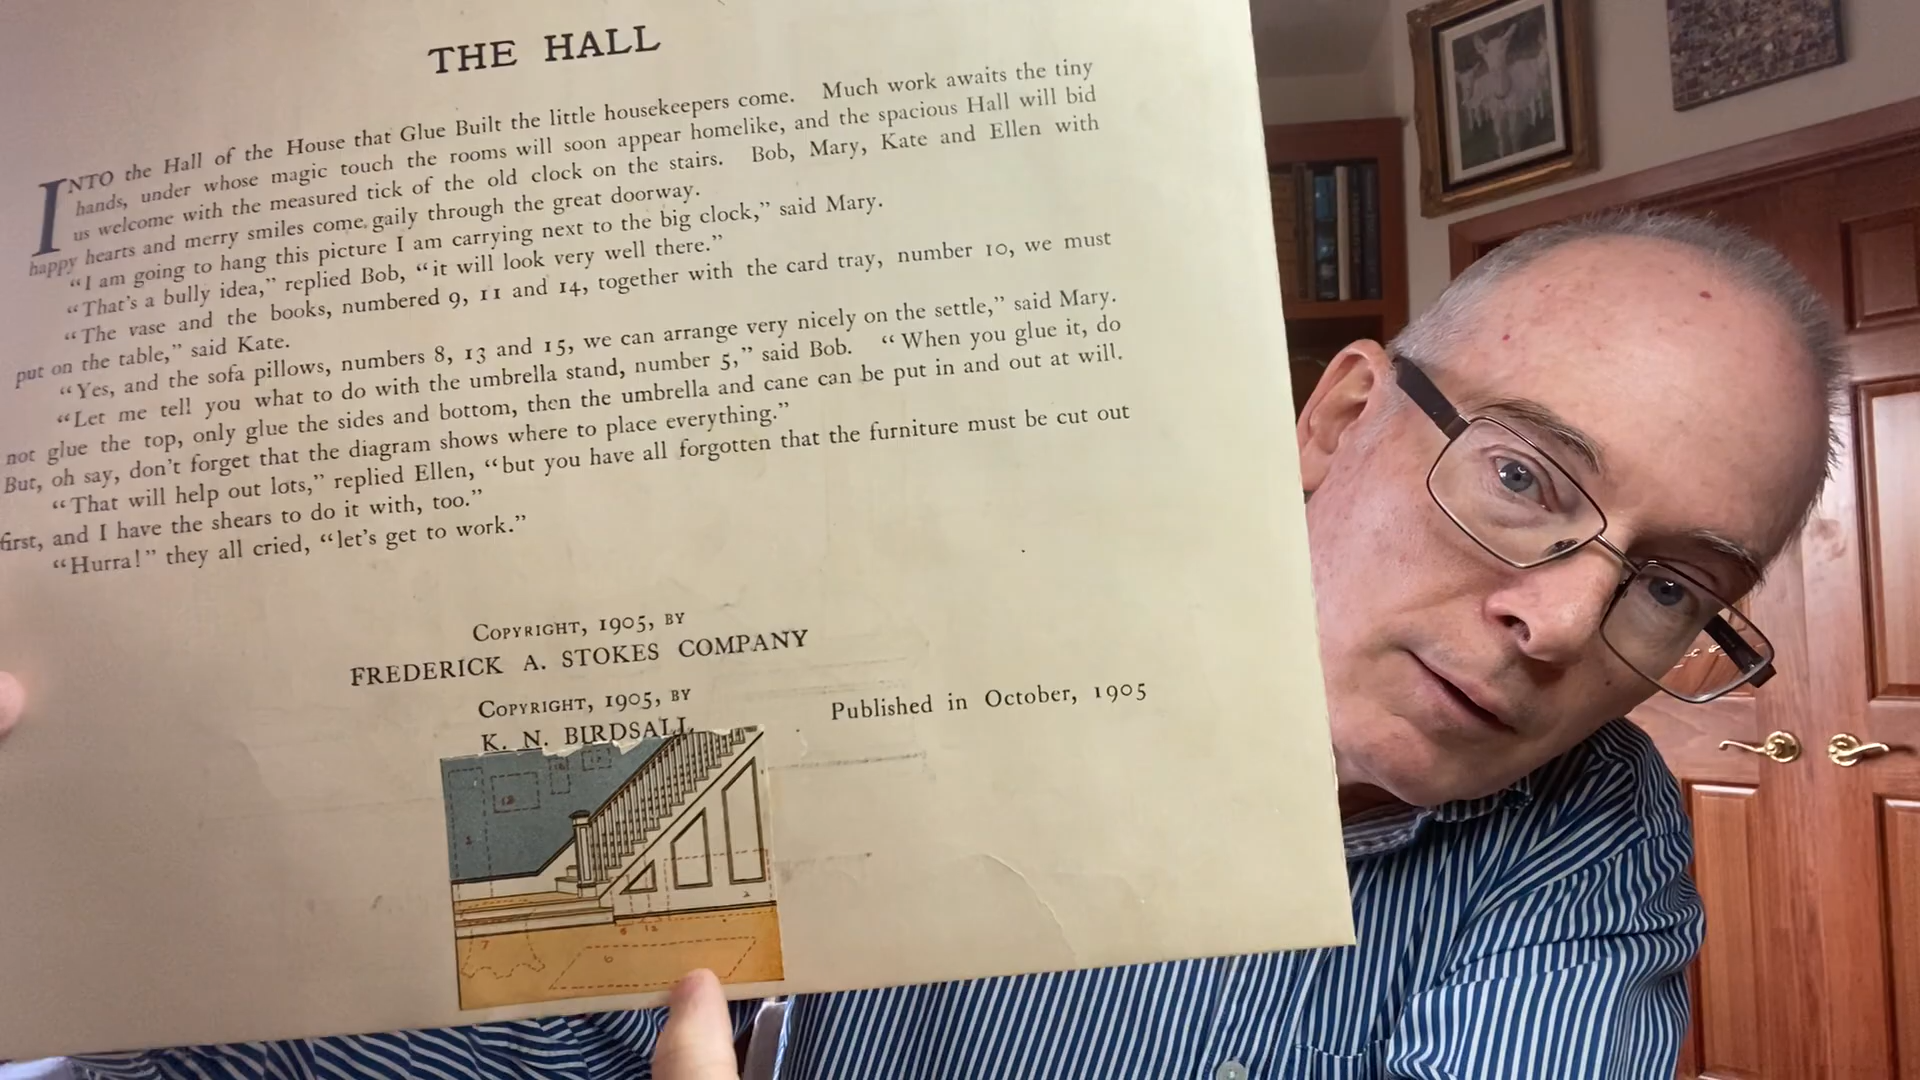 THE HALL
INTO the Hall of the House that Glue Built the little housekeepers come. Much work awaits the tiny
hands, under whose magic touch the rooms will soon appear homelike, and the spacious Hall will bid
us welcome with the measured tick of the old clock on the stairs. Bob, Mary, Kate and Ellen with
happy hearts and merry smiles come gaily through the great doorway.
“I am going to hang this picture I am carrying next to the big clock,” said Mary.
“That’s a bully idea,” replied Bob, “it will look very well there.”
“The vase and the books, numbered 9, 11 and 14, together with the card tray, number 10, we must
put on the table,” said Kate.
“Yes, and the sofa pillows, numbers 8, 13 and 15, we can arrange very nicely on the settle,” said Mary.
“Let me tell you what to do with the umbrella stand, number 5,” said Bob. “When you glue it, do
not glue the top, only glue the sides and bottom, then the umbrella and cane can be put in and out at will.
But, oh say, don’t forget that the diagram shows where to place everything.”
“That will help out lots,” replied Ellen, “but you have all forgotten that the furniture must be cut out
first, and I have the shears to do it with, too.”
“Hurra!” they all cried, “let’s get to work.”
COPYRIGHT, 1905, BY
FREDERICK A. STOKES COMPANY
COPYRIGHT, 1905, BY
K. N. BIRDSALL
Published in October, 1905
7
6